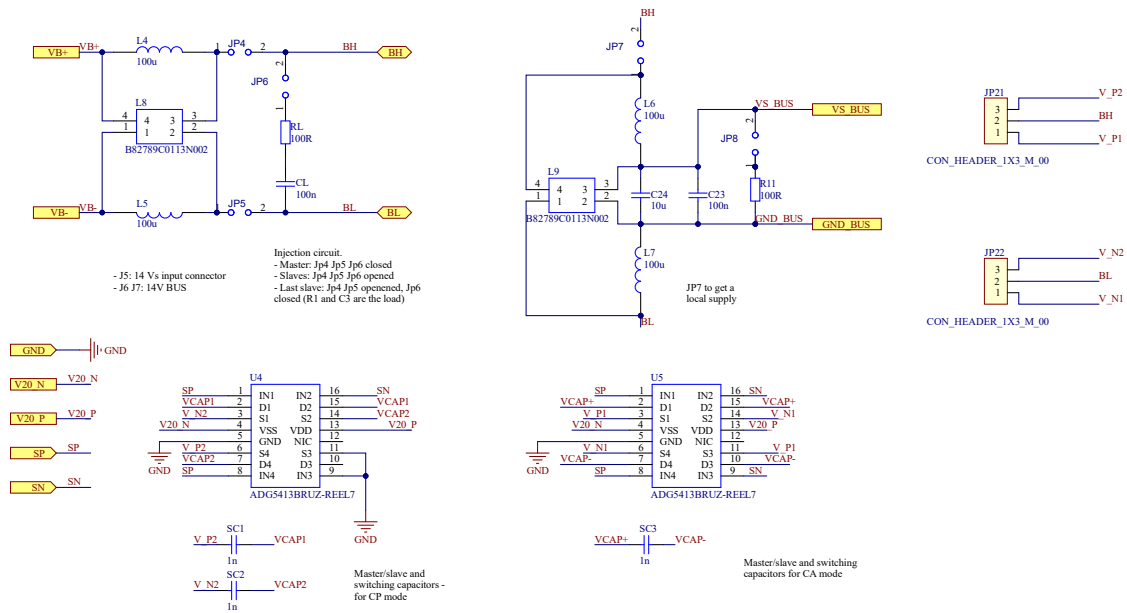 VB+
VB+
L4
100u
1
JP4
2
BH
BH
2
JP6
1
L8
4
4
3
3
1
1
2
2
B82789C0113N002
RL
100R
CL
100n
VB-
VB-
L5
100u
1
JP5
2
BL
BL
- J5: 14 Vs input connector
- J6 J7: 14V BUS
Injection circuit.
- Master: Jp4 Jp5 Jp6 closed
- Slaves: Jp4 Jp5 Jp6 opened
- Last slave: Jp4 Jp5 openened, Jp6
closed (R1 and C3 are the load)
BH
2
JP7
1
L6
100u
VS_BUS
VS_BUS
2
JP8
1
L9
4
4
3
3
1
1
2
2
B82789C0113N002
C24
10u
C23
100n
R11
100R
GND_BUS
GND_BUS
L7
100u
BL
JP7 to get a
local supply
JP21
3
2
1
V_P2
BH
V_P1
CON_HEADER_1X3_M_00
JP22
3
2
1
V_N2
BL
V_N1
CON_HEADER_1X3_M_00
GND
GND
V20_N
V20_N
V20_P
V20_P
SP
SP
SN
SN
U4
SP 1 IN1 IN2 16 SN
VCAP1 2 D1 D2 15 VCAP1
V_N2 3 S1 S2 14 VCAP2
V20_N 4 VSS VDD 13 V20_P
5 GND NIC 12
V_P2 6 S4 S3 11
VCAP2 7 D4 D3 10
SP 8 IN4 IN3 9
GND
ADG5413BRUZ-REEL7
GND
U5
SP 1 IN1 IN2 16 SN
VCAP+ 2 D1 D2 15 VCAP+
V_P1 3 S1 S2 14 V_N1
V20_N 4 VSS VDD 13 V20_P
5 GND NIC 12
V_N1 6 S4 S3 11 V_P1
VCAP- 7 D4 D3 10 VCAP-
SP 8 IN4 IN3 9 SN
GND
ADG5413BRUZ-REEL7
SC1
V_P2 VCAP1
1n
SC2
V_N2 VCAP2
1n
Master/slave and
switching capacitors -
for CP mode
SC3
VCAP+ VCAP-
1n
Master/slave and switching
capacitors for CA mode